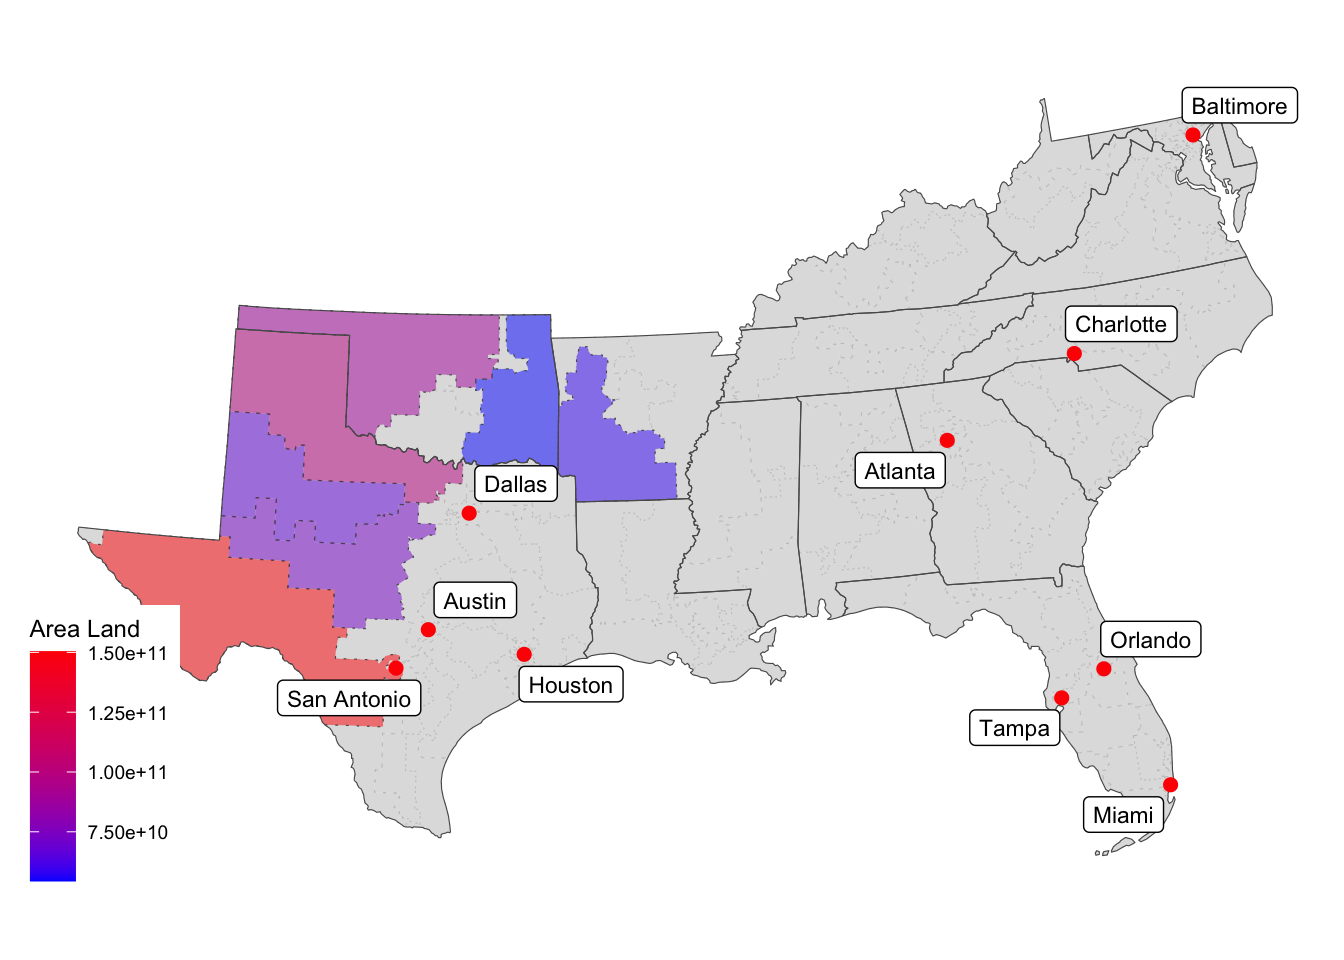 Baltimore
Charlotte
Atlanta
Dallas
Austin
Area Land
1.50e+11
Orlando
Houston
San Antonio
1.25e+11
Tampa
1.00e+11
Miami
7.50e+10